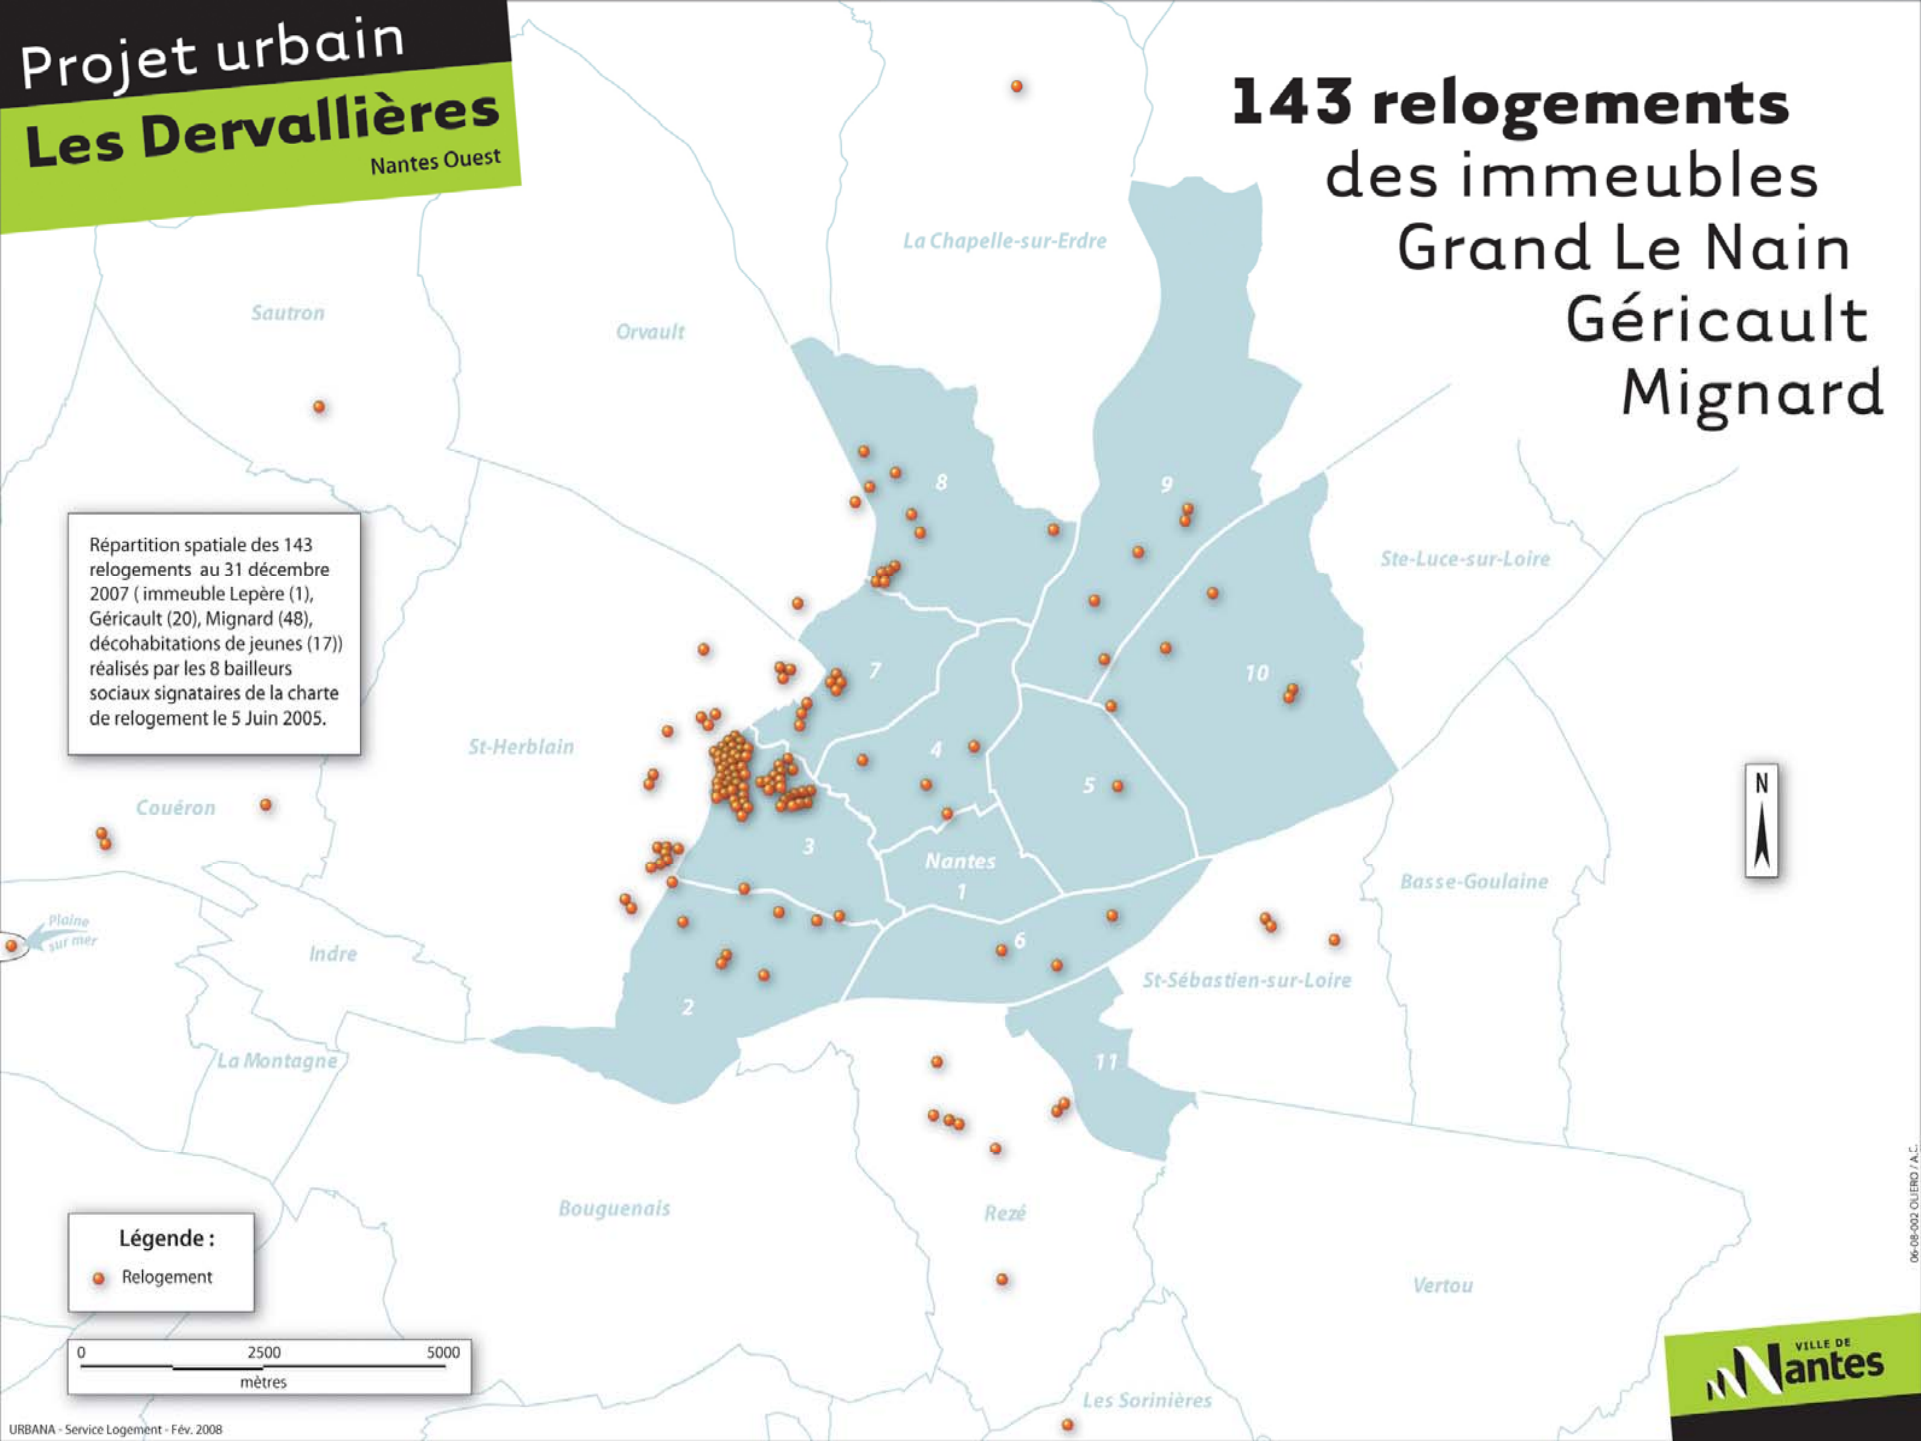 Projet urbain
Les Dervallières
Nantes Ouest
143 relogements
des immeubles
Grand Le Nain
Géricault
Mignard
La Chapelle-sur-Erdre
Sautron
Orvault
8
9
Répartition spatiale des 143
relogements au 31 décembre
2007 ( immeuble Lepère (1),
Géricault (20), Mignard (48),
décohabitations de jeunes (17))
réalisés par les 8 bailleurs
sociaux signataires de la charte
de relogement le 5 Juin 2005.
Ste-Luce-sur-Loire
7
10
St-Herblain
4
5
N
Couéron
3
Nantes
1
Basse-Goulaine
Plaine
sur mer
Indre
6
St-Sébastien-sur-Loire
2
La Montagne
11
Bouguenais
Rezé
Vertou
Légende :
Relogement
0 2500 5000
mètres
Les Sorinières
VILLE DE
Nantes
URBANA - Service Logement - Fév. 2008
06-08-002 OLIERO / A.C.